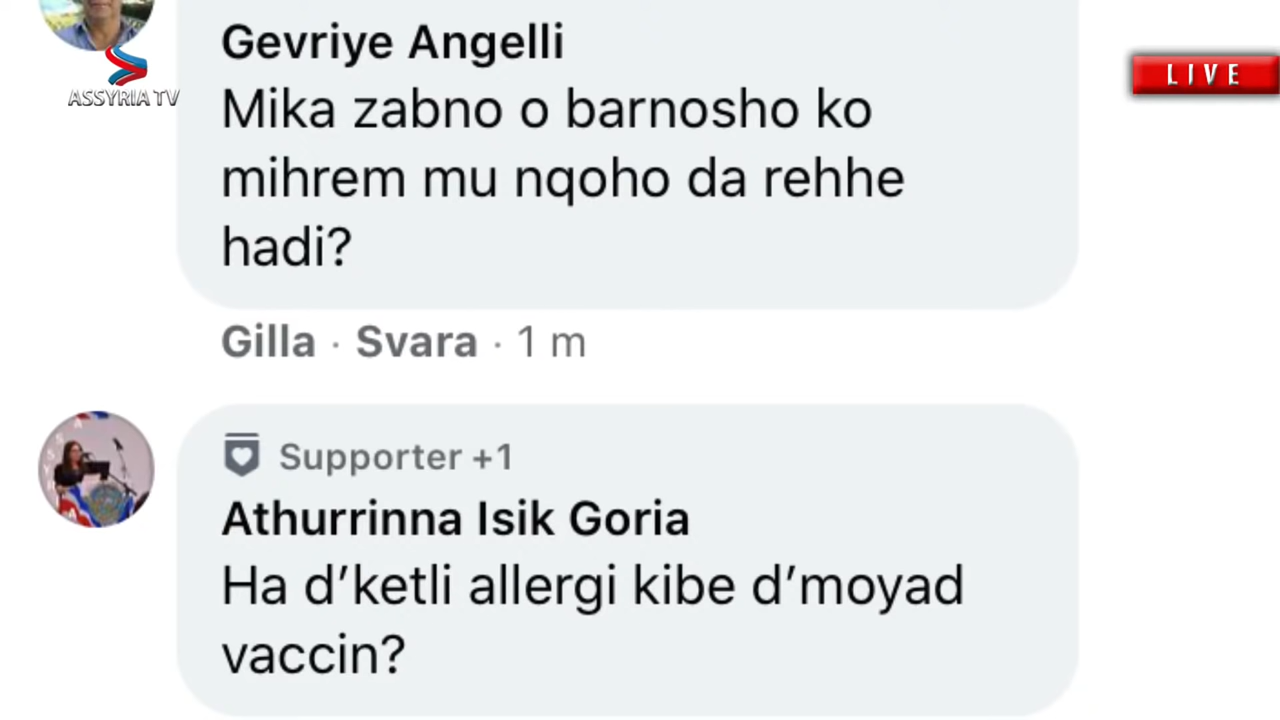 Gevriye Angelli
ASSYRIA TV
LIVE
Mika zabno o barnosho ko
mihrem mu nqoho da rehhe
hadi?
Gilla · Svara · 1 m
Supporter +1
Athurrinna Isik Goria
Ha d’ketli allergi kibe d’moyad
vaccin?